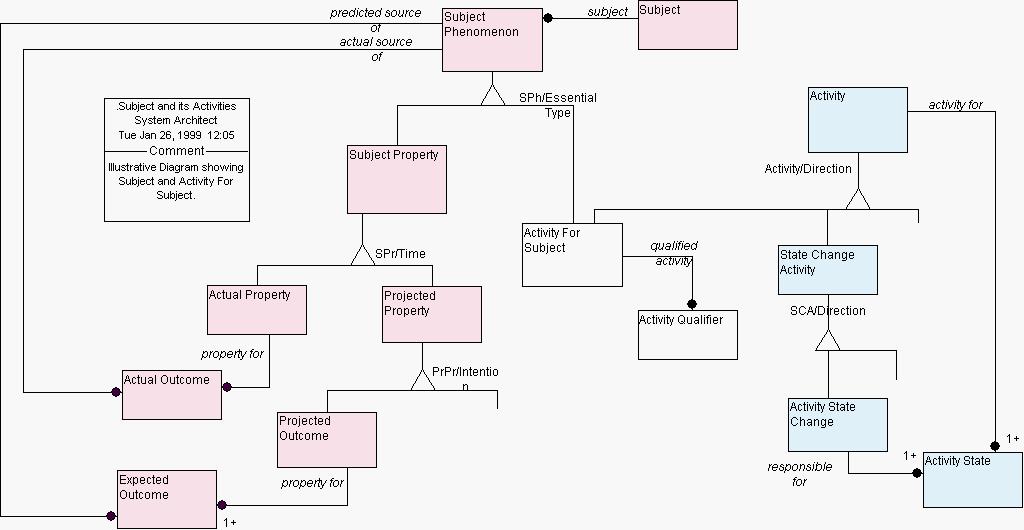 predicted source
of
actual source
of
Subject
Phenomenon
subject
Subject
SPh/Essential
Type
.Subject and its Activities
System Architect
Tue Jan 26, 1999 12:05
Comment
Illustrative Diagram showing
Subject and Activity For
Subject.
Activity
activity for
Subject Property
Activity/Direction
Activity For
Subject
qualified
activity
State Change
Activity
SPr/Time
Actual Property
Projected
Property
Activity Qualifier
SCA/Direction
property for
PrPr/Intentio
n
Actual Outcome
Projected
Outcome
Activity State
Change
1+
1+
responsible
for
Activity State
property for
Expected
Outcome
1+